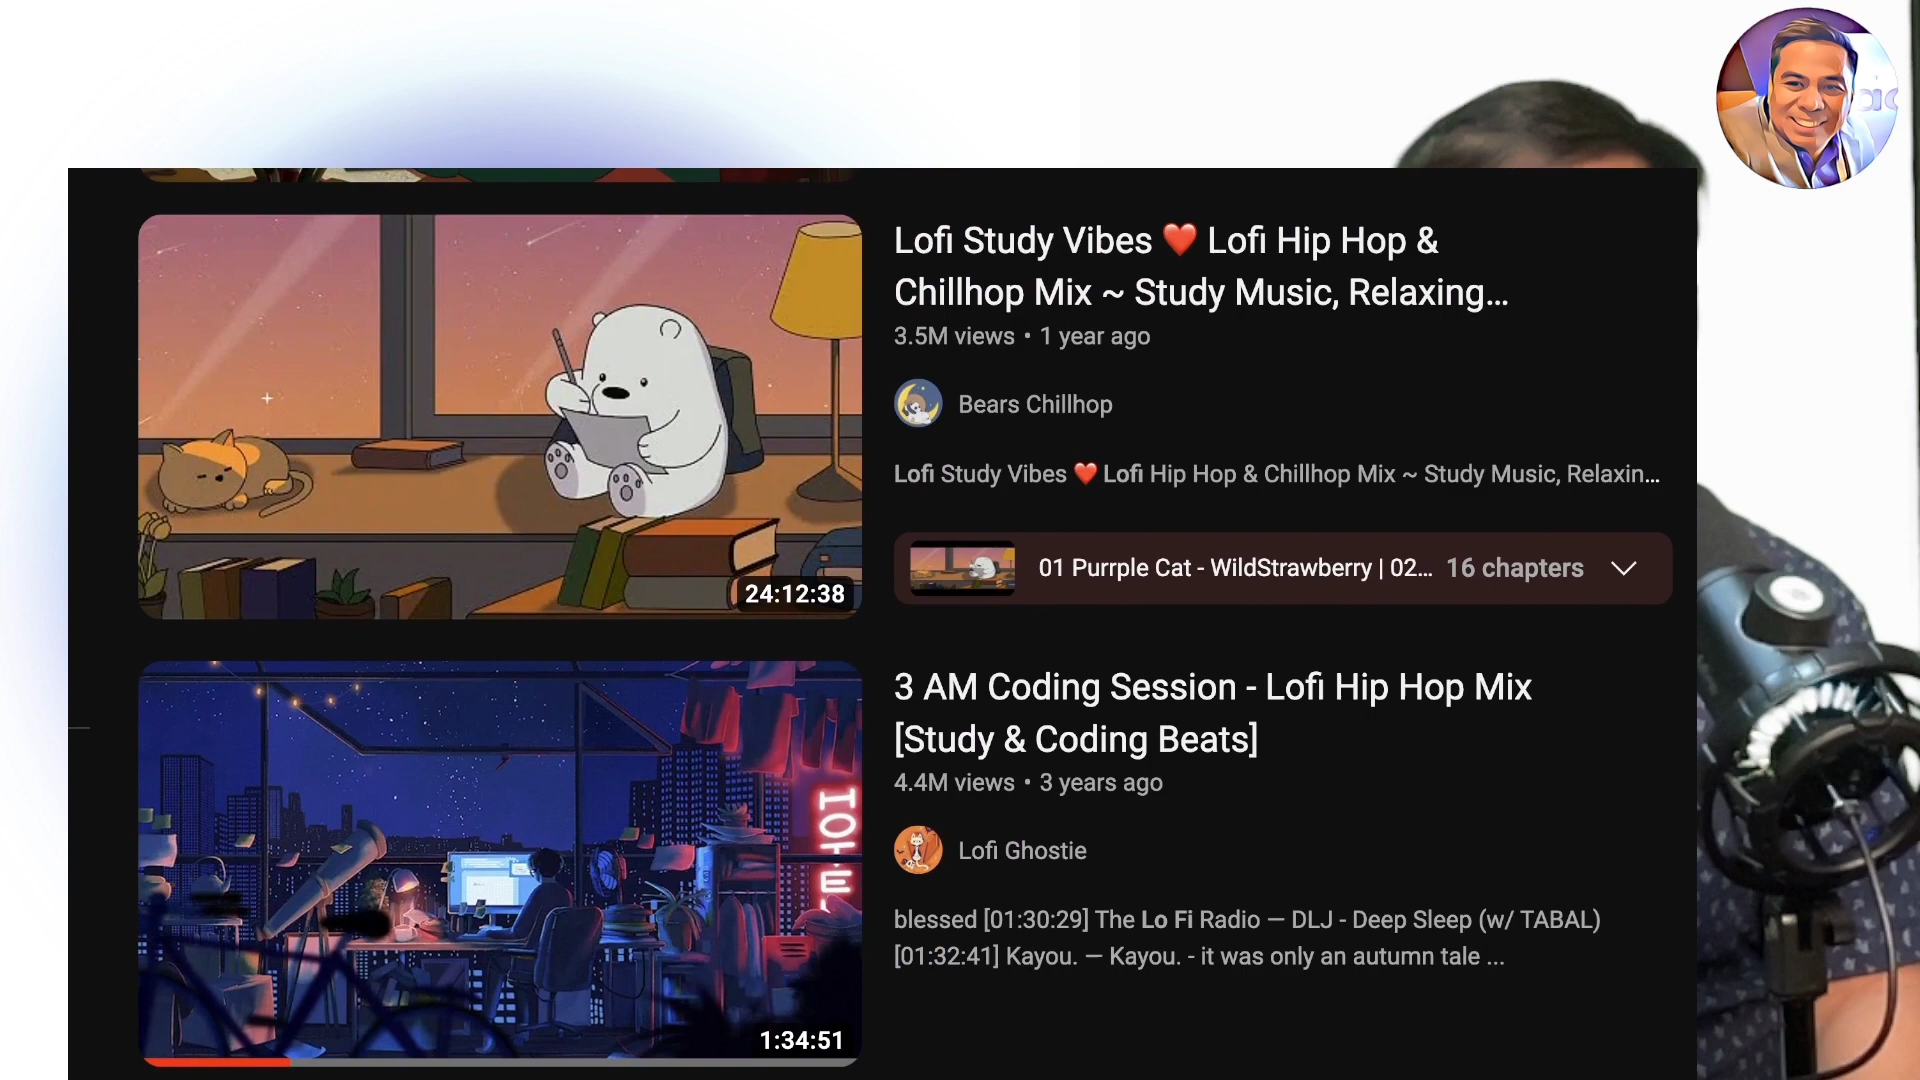 Lofi Study Vibes ❤️ Lofi Hip Hop &
Chillhop Mix ~ Study Music, Relaxing...
3.5M views • 1 year ago
Bears Chillhop
Lofi Study Vibes ❤️ Lofi Hip Hop & Chillhop Mix ~ Study Music, Relaxin...
01 Purrple Cat - WildStrawberry | 02... 16 chapters
24:12:38
3 AM Coding Session - Lofi Hip Hop Mix
[Study & Coding Beats]
4.4M views • 3 years ago
Lofi Ghostie
blessed [01:30:29] The Lo Fi Radio — DLJ - Deep Sleep (w/ TABAL)
[01:32:41] Kayou. — Kayou. - it was only an autumn tale ...
HOTE
1:34:51